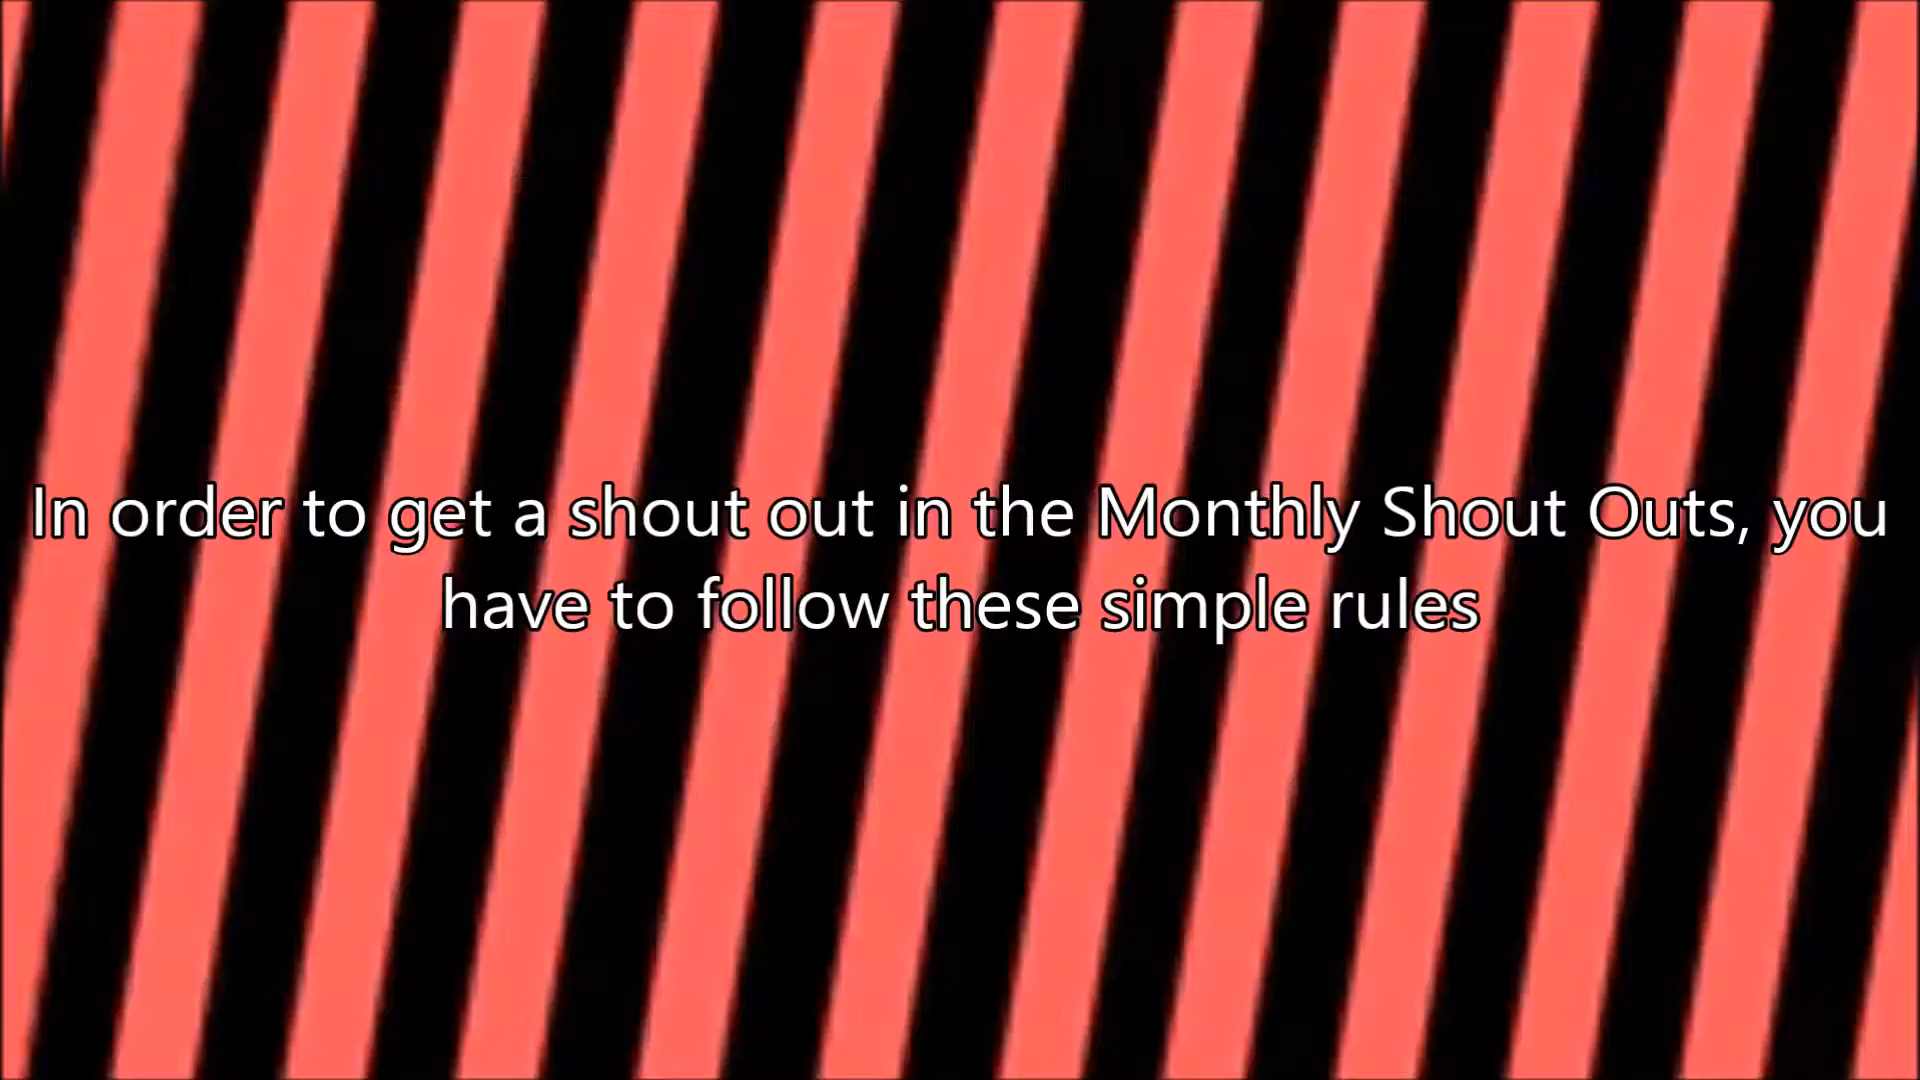 In order to get a shout out in the Monthly Shout Outs, you
have to follow these simple rules